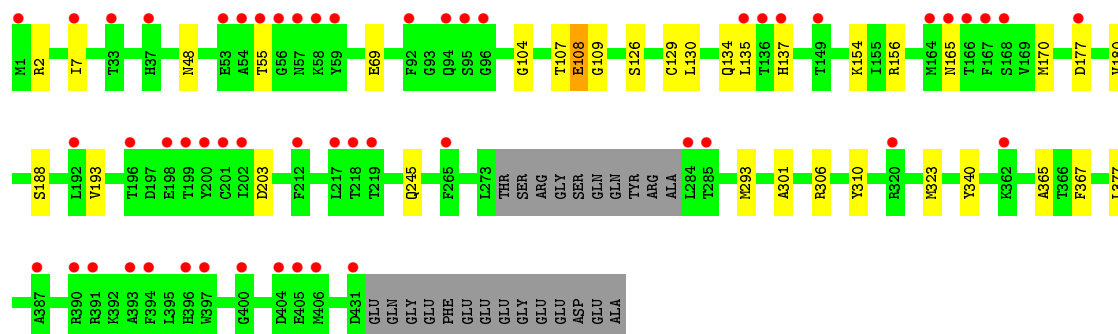 M1 R2 I7 T33 H37 N48 E53 A54 T55 G56 N57 K58 Y59 E69 F92 G93 Q94 S95 G96 G104 T107 E108 G109 S126 C129 L130 Q134 L135 T136 H137 T149 K154 I155 R156 M164 N165 T166 F167 S168 V169 M170 D177
S188 L192 V193 T196 D197 E198 T199 Y200 C201 I202 D203 F212 L217 T218 T219 Q245 F265 L273 THR SER ARG GLY SER GLN GLN TYR ARG ALA L284 T285 M293 A301 R306 Y310 R320 M323 Y340 K362 A365 T366 F367
A387 R390 R391 K392 A393 F394 L395 H396 W397 G400 D404 E405 M406 D431 GLU GLN GLY GLU GLU PHE GLU GLU GLU GLY GLU GLU ASP GLU ALA